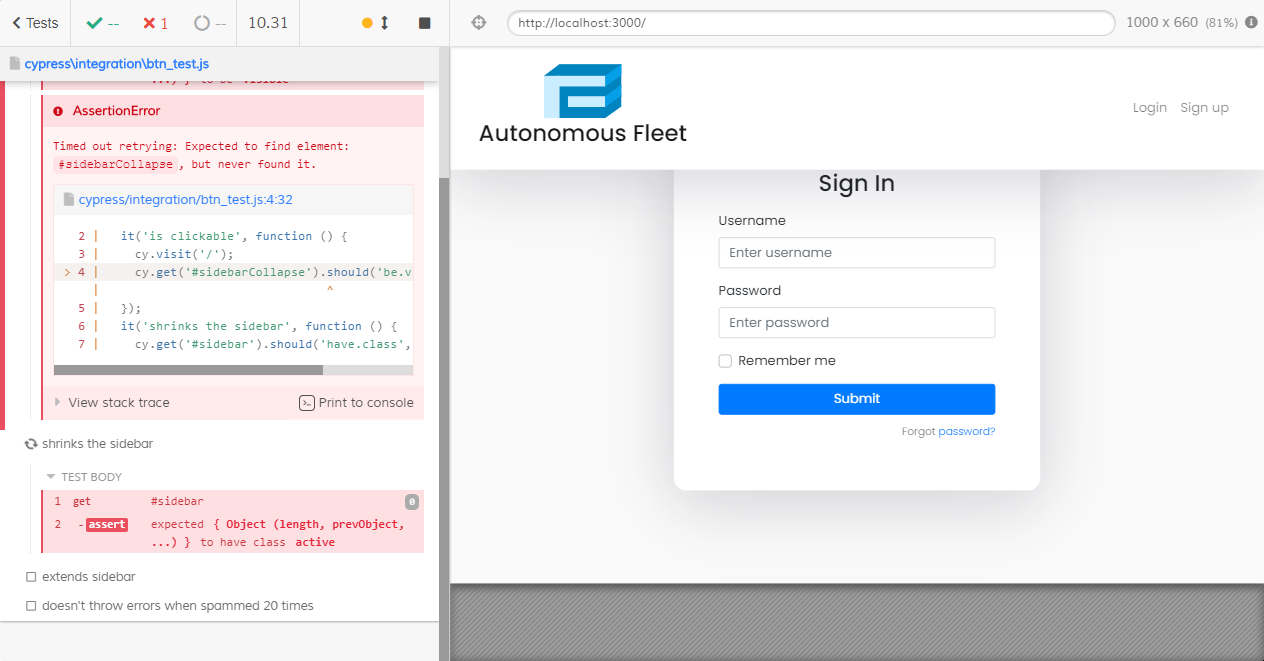 Tests
--
1
--
10.31
http://localhost:3000/
1000 x 660 (81%)
cypress\integration\btn_test.js
...) } to be visible
AssertionError
Timed out retrying: Expected to find element:
#sidebarCollapse, but never found it.
cypress/integration/btn_test.js:4:32
2 | it('is clickable', function () {
3 | cy.visit('/');
> 4 | cy.get('#sidebarCollapse').should('be.v
| ^
5 | });
6 | it('shrinks the sidebar', function () {
7 | cy.get('#sidebar').should('have.class',
View stack trace
Print to console
shrinks the sidebar
TEST BODY
1 get #sidebar 0
2 -assert expected { Object (length, prevObject,
...) } to have class active
extends sidebar
doesn't throw errors when spammed 20 times
Autonomous Fleet
Login Sign up
Sign In
Username
Enter username
Password
Enter password
Remember me
Submit
Forgot password?